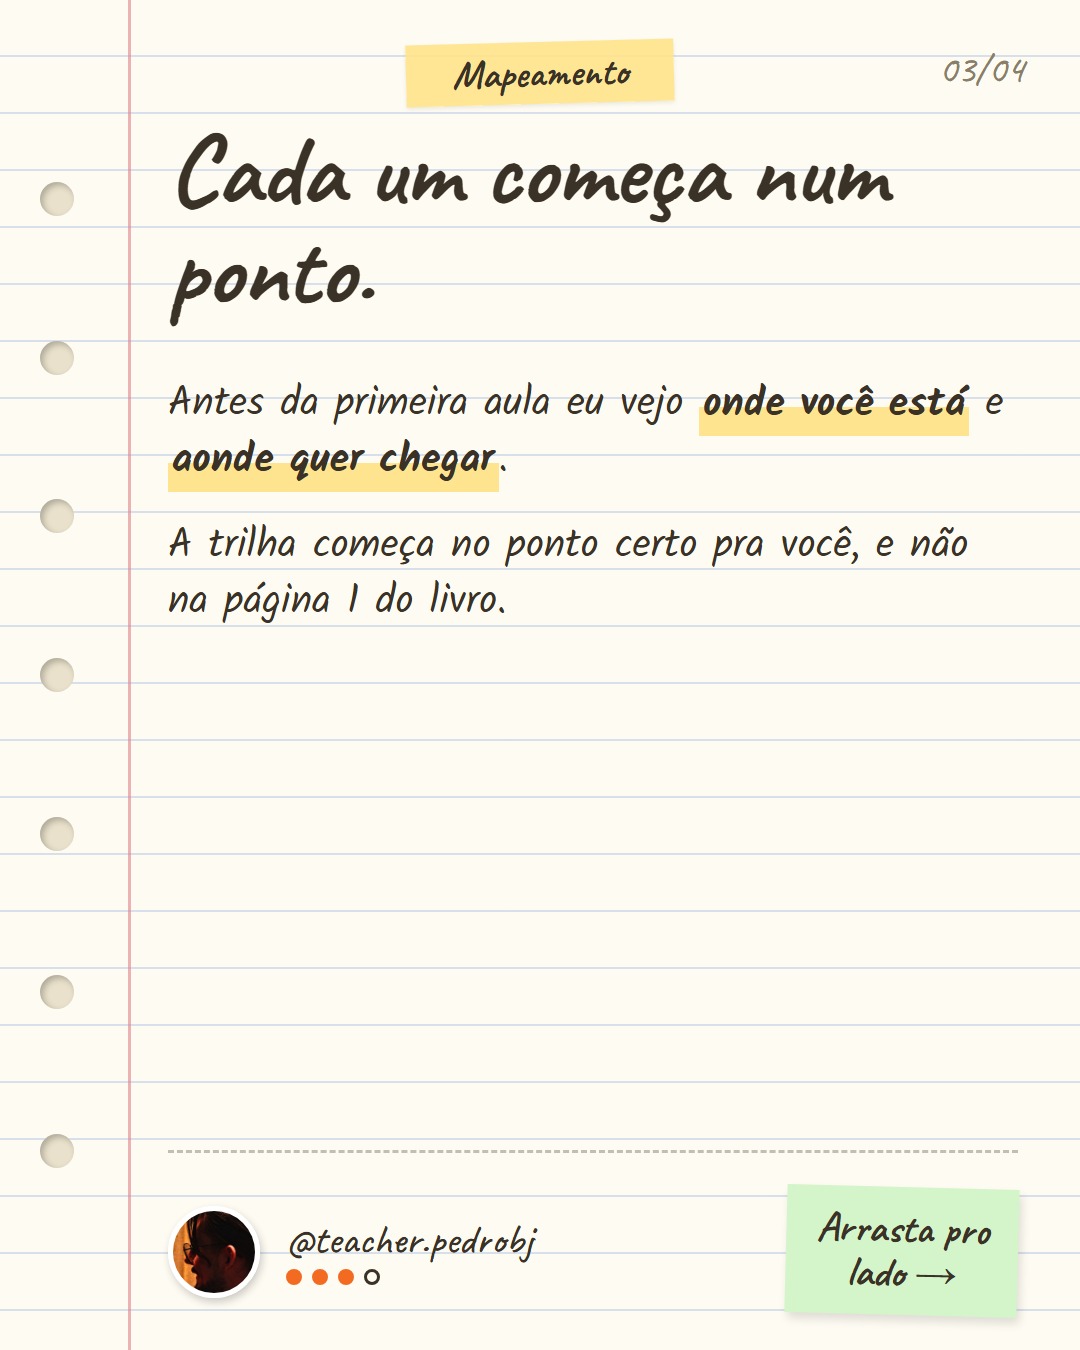 Mapeamento
03/04
Cada um começa num
ponto.
Antes da primeira aula eu vejo onde você está e
aonde quer chegar.
A trilha começa no ponto certo pra você, e não
na página 1 do livro.
@teacher.pedrobj
Arrasta pro
lado →